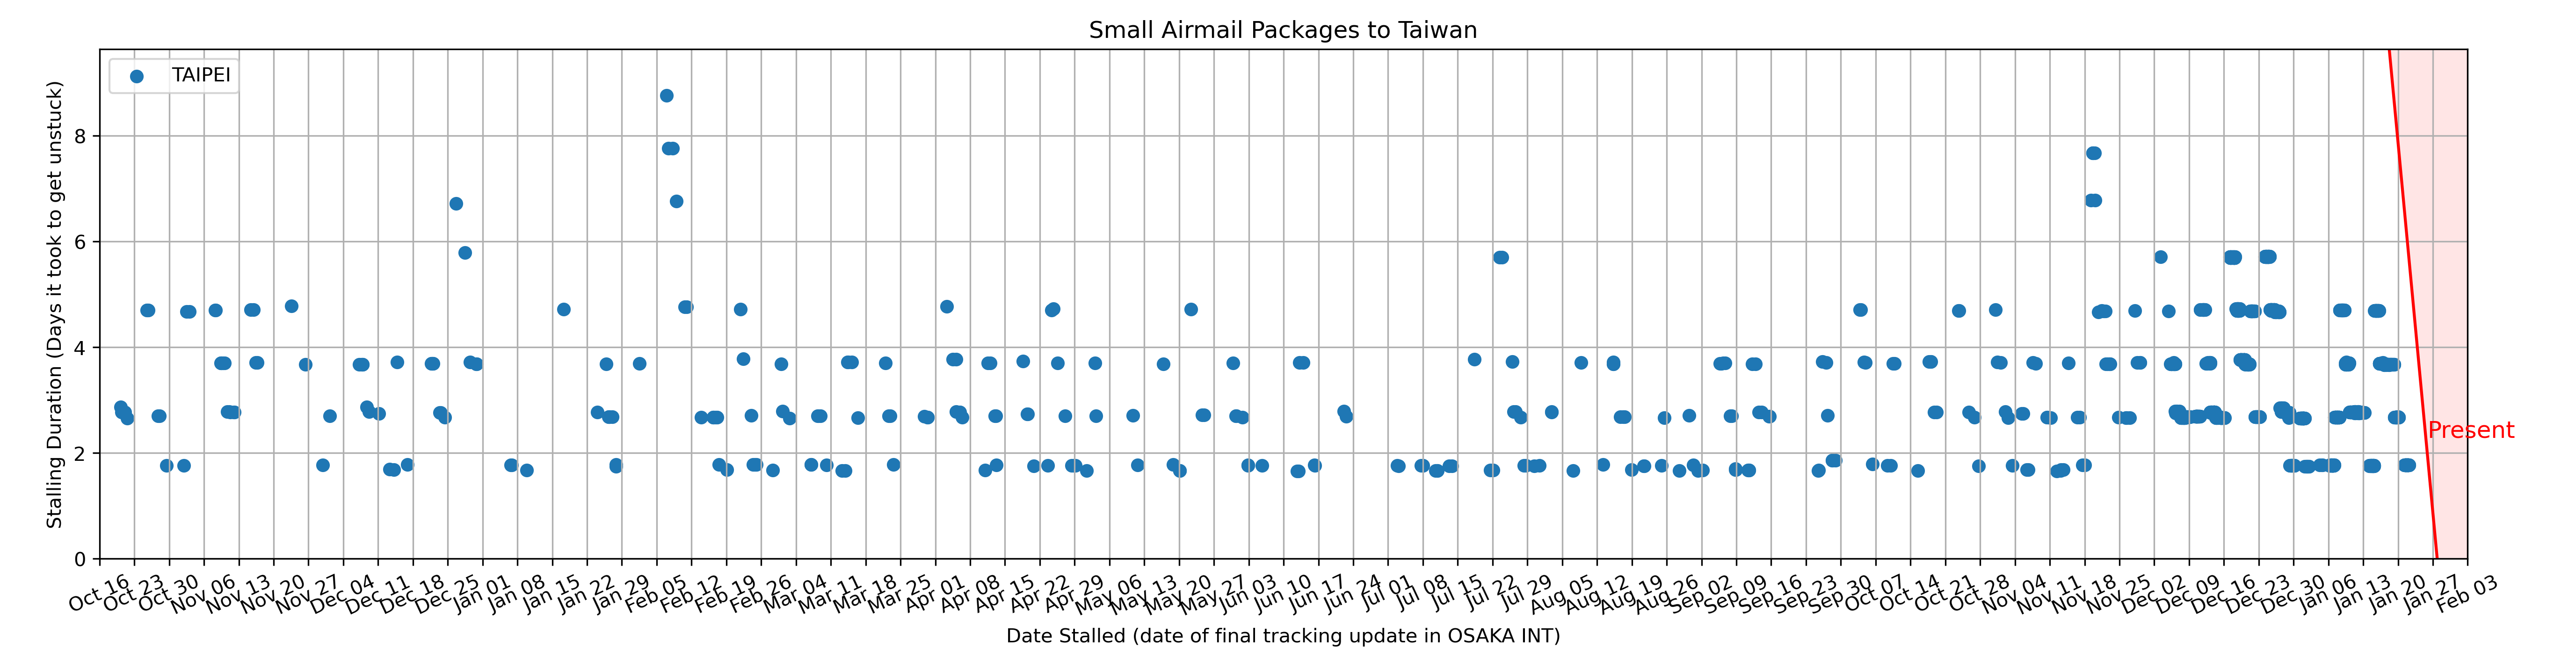 Small Airmail Packages to Taiwan
TAIPEI
Stalling Duration (Days it took to get unstuck)
8
6
4
2
0
Present
Oct 16
Oct 23
Oct 30
Nov 06
Nov 13
Nov 20
Nov 27
Dec 04
Dec 11
Dec 18
Dec 25
Jan 01
Jan 08
Jan 15
Jan 22
Jan 29
Feb 05
Feb 12
Feb 19
Feb 26
Mar 04
Mar 11
Mar 18
Mar 25
Apr 01
Apr 08
Apr 15
Apr 22
Apr 29
May 06
May 13
May 20
May 27
Jun 03
Jun 10
Jun 17
Jun 24
Jul 01
Jul 08
Jul 15
Jul 22
Jul 29
Aug 05
Aug 12
Aug 19
Aug 26
Sep 02
Sep 09
Sep 16
Sep 23
Sep 30
Oct 07
Oct 14
Oct 21
Oct 28
Nov 04
Nov 11
Nov 18
Nov 25
Dec 02
Dec 09
Dec 16
Dec 23
Dec 30
Jan 06
Jan 13
Jan 20
Jan 27
Feb 03
Date Stalled (date of final tracking update in OSAKA INT)